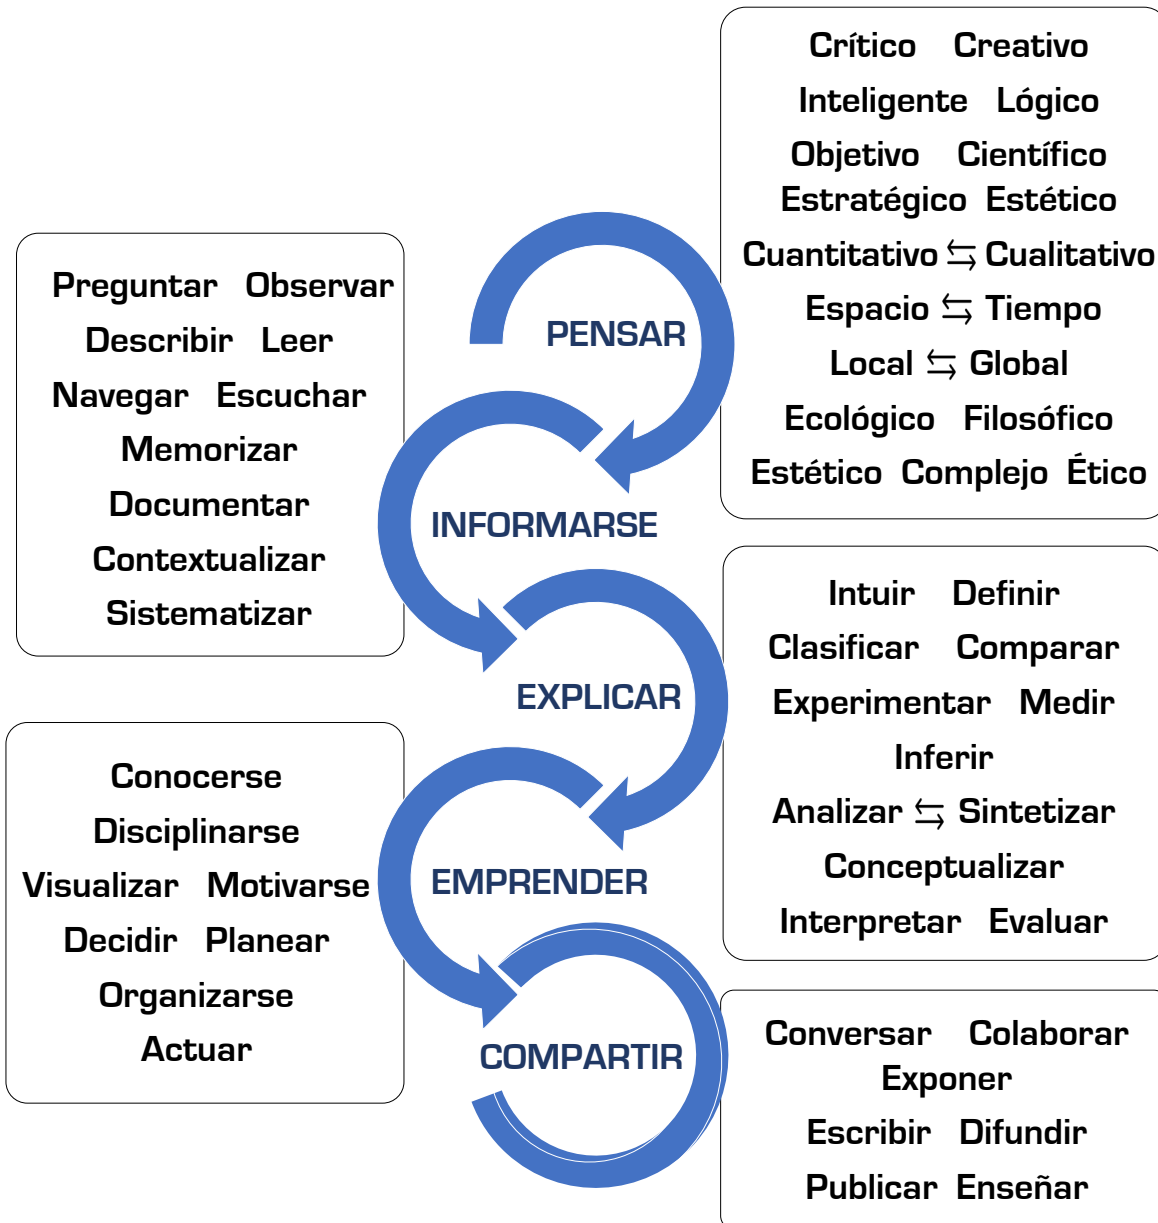 Crítico Creativo
Inteligente Lógico
Objetivo Científico
Estratégico Estético
Cuantitativo ⇆ Cualitativo
Espacio ⇆ Tiempo
Local ⇆ Global
Ecológico Filosófico
Estético Complejo Ético
PENSAR
Preguntar Observar
Describir Leer
Navegar Escuchar
Memorizar
Documentar
Contextualizar
Sistematizar
INFORMARSE
EXPLICAR
Intuir Definir
Clasificar Comparar
Experimentar Medir
Inferir
Analizar ⇆ Sintetizar
Conceptualizar
Interpretar Evaluar
Conocerse
Disciplinarse
Visualizar Motivarse
Decidir Planear
Organizarse
Actuar
EMPRENDER
COMPARTIR
Conversar Colaborar
Exponer
Escribir Difundir
Publicar Enseñar